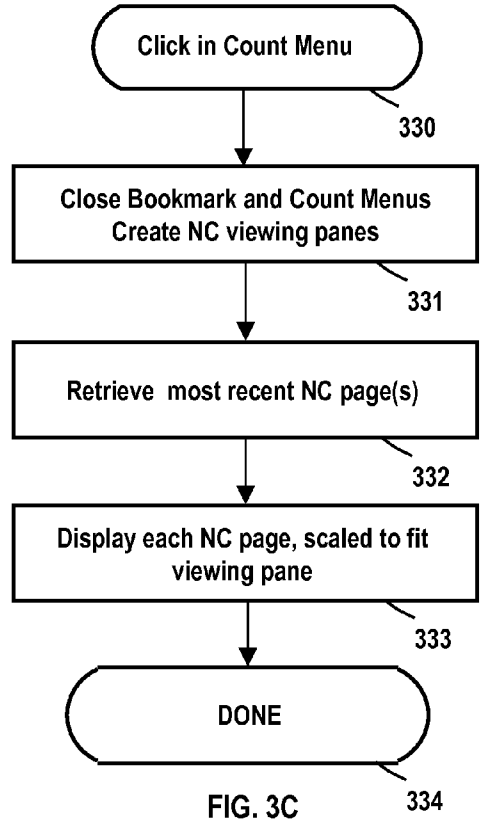 Click in Count Menu
330
Close Bookmark and Count Menus
Create NC viewing panes
331
Retrieve most recent NC page(s)
332
Display each NC page, scaled to fit
viewing pane
333
DONE
334
FIG. 3C